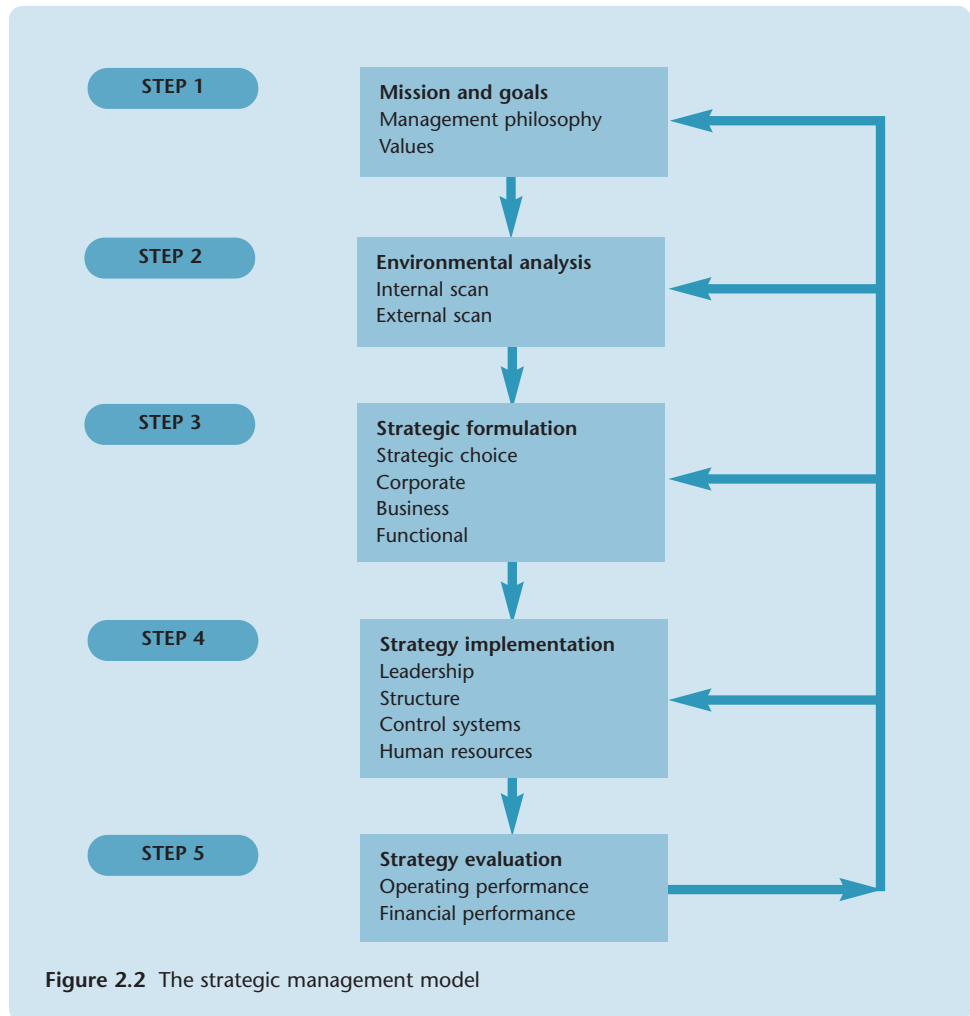 STEP 1
Mission and goals
Management philosophy
Values
STEP 2
Environmental analysis
Internal scan
External scan
STEP 3
Strategic formulation
Strategic choice
Corporate
Business
Functional
STEP 4
Strategy implementation
Leadership
Structure
Control systems
Human resources
STEP 5
Strategy evaluation
Operating performance
Financial performance
Figure 2.2 The strategic management model